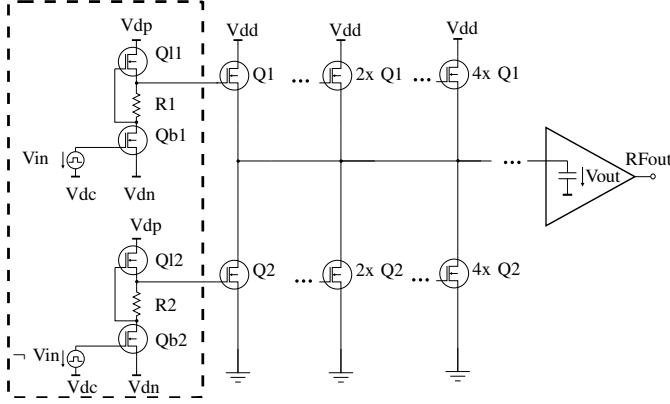 Vdp
Ql1
R1
Qb1
Vin
Vdc
Vdn
Vdp
Ql2
R2
Qb2
¬ Vin
Vdc
Vdn
Vdd
Vdd
Vdd
Q1
...
2x Q1
...
4x Q1
...
Vout
RFout
Q2
...
2x Q2
...
4x Q2